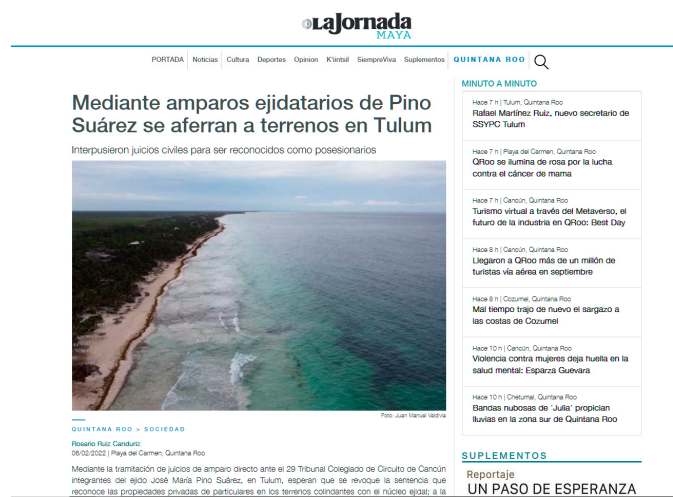 LaJornada
MAYA
PORTADA Noticias Cultura Deportes Opinion K'iintsil SiempreViva Suplementos QUINTANA ROO
Mediante amparos ejidatarios de Pino
Suárez se aferran a terrenos en Tulum
Interpusieron juicios civiles para ser reconocidos como posesionarios
Foto: Juan Manuel Valdivia
QUINTANA ROO > SOCIEDAD
Rosario Ruiz Canduriz
08/02/2022 | Playa del Carmen, Quintana Roo
Mediante la tramitación de juicios de amparo directo ante el 29 Tribunal Colegiado de Circuito de Cancún
integrantes del ejido José María Pino Suárez, en Tulum, esperan que se revoque la sentencia que
reconoce las propiedades privadas de particulares en los terrenos colindantes con el núcleo ejidal; a la
MINUTO A MINUTO
Hace 7 h | Tulum, Quintana Roo
Rafael Martínez Ruiz, nuevo secretario de
SSYPC Tulum
Hace 7 h | Playa del Carmen, Quintana Roo
QRoo se ilumina de rosa por la lucha
contra el cáncer de mama
Hace 7 h | Cancún, Quintana Roo
Turismo virtual a través del Metaverso, el
futuro de la industria en QRoo: Best Day
Hace 8 h | Cancún, Quintana Roo
Llegaron a QRoo más de un millón de
turistas vía aérea en septiembre
Hace 8 h | Cozumel, Quintana Roo
Mal tiempo trajo de nuevo el sargazo a
las costas de Cozumel
Hace 10 h | Cancún, Quintana Roo
Violencia contra mujeres deja huella en la
salud mental: Esparza Guevara
Hace 10 h | Chetumal, Quintana Roo
Bandas nubosas de 'Julia' propician
lluvias en la zona sur de Quintana Roo
SUPLEMENTOS
Reportaje
UN PASO DE ESPERANZA